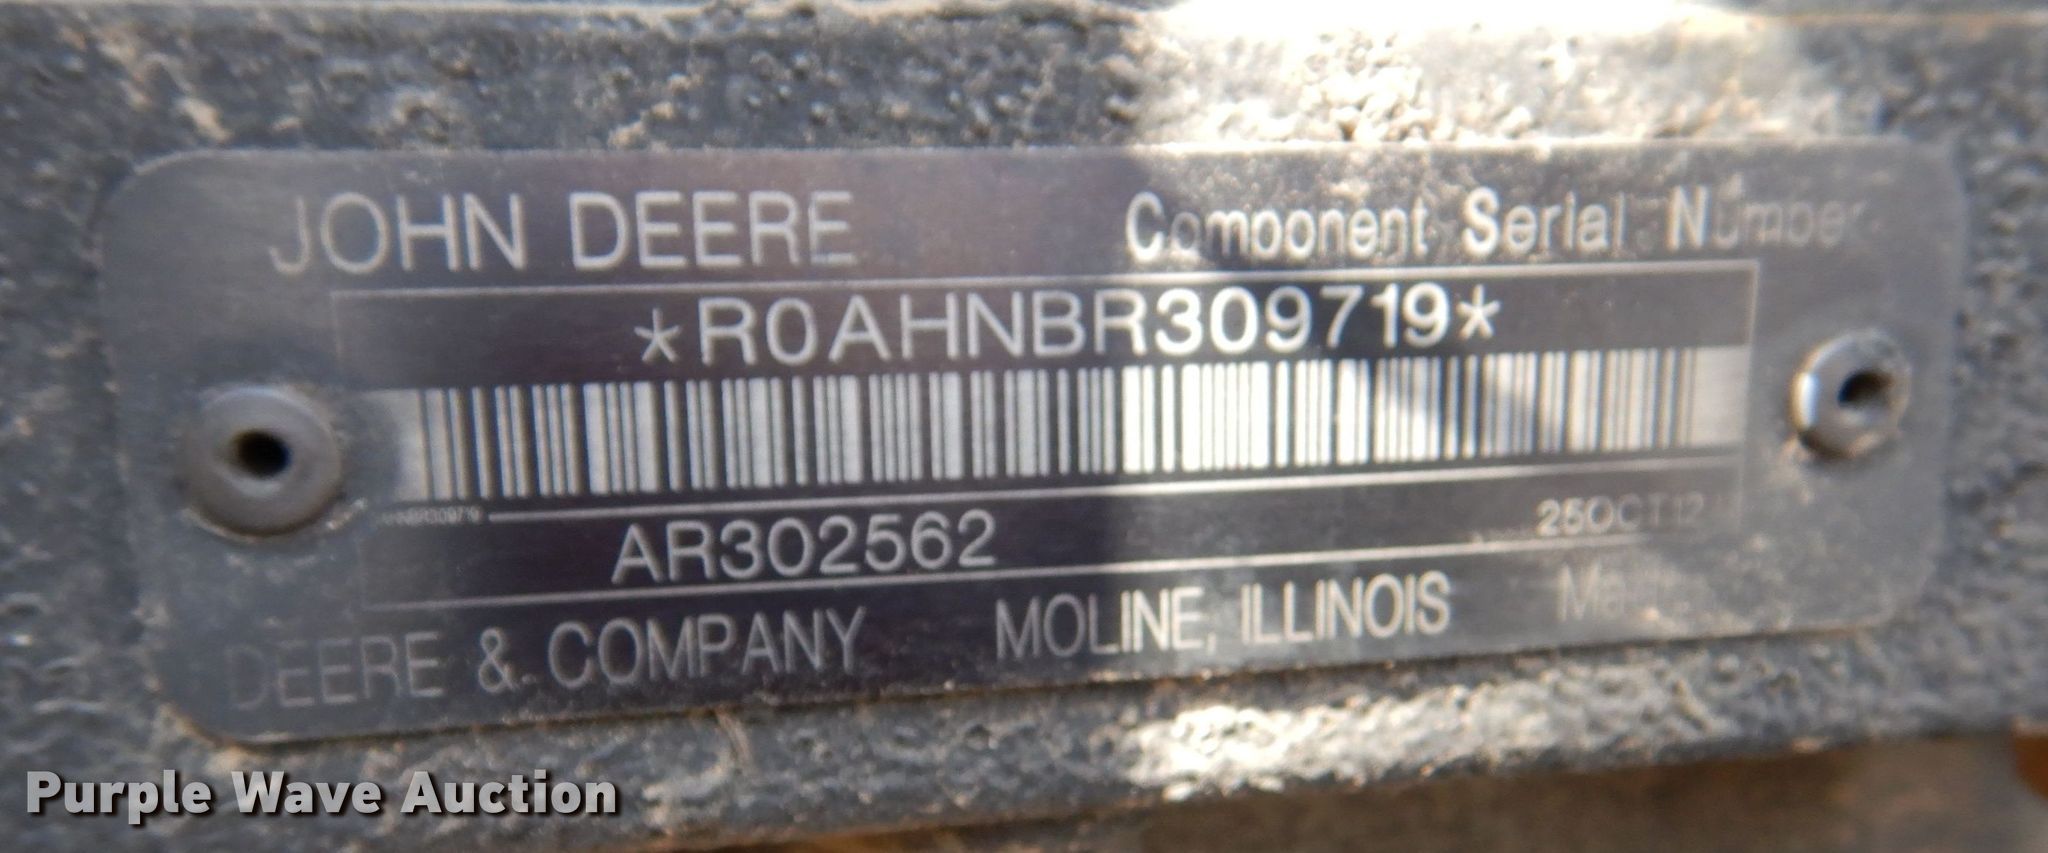 JOHN DEERE Component Serial Number
*R0AHNBR309719*
AR302562 25OCT12
DEERE & COMPANY MOLINE, ILLINOIS
Purple Wave Auction